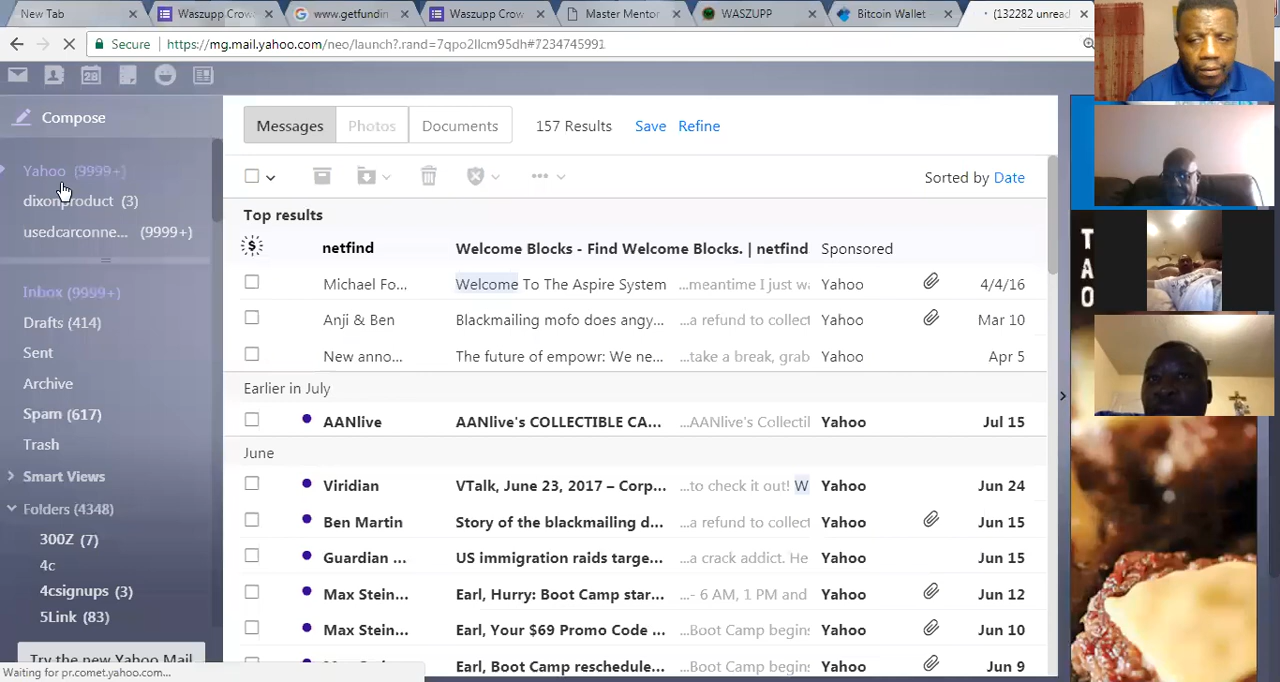 New Tab
Waszupp Crow
www.getfundin
Waszupp Crow
Master Mentor
WASZUPP
Bitcoin Wallet
(132282 unread
Secure
https://mg.mail.yahoo.com/neo/launch?.rand=7qpo2llcm95dh#7234745991
28
Compose
Messages
Photos
Documents
157 Results
Save
Refine
Yahoo (9999+)
dixonproduct (3)
usedcarconne... (9999+)
Sorted by Date
Top results
netfind Welcome Blocks - Find Welcome Blocks. | netfind Sponsored
Michael Fo... Welcome To The Aspire System ...meantime I just wa Yahoo 4/4/16
Anji & Ben Blackmailing mofo does angy... ...a refund to collect Yahoo Mar 10
New anno... The future of empowr: We ne... ...take a break, grab Yahoo Apr 5
Earlier in July
AANlive AANlive's COLLECTIBLE CA... ...AANlive's Collectil Yahoo Jul 15
June
Viridian VTalk, June 23, 2017 – Corp... ...to check it out! W Yahoo Jun 24
Ben Martin Story of the blackmailing d... ...a refund to collect Yahoo Jun 15
Guardian ... US immigration raids targe... ...a crack addict. He Yahoo Jun 15
Max Stein... Earl, Hurry: Boot Camp star... ...- 6 AM, 1 PM and Yahoo Jun 12
Max Stein... Earl, Your $69 Promo Code ... ...Boot Camp begins Yahoo Jun 10
Earl, Boot Camp reschedule... ...Boot Camp begins Yahoo Jun 9
Inbox (9999+)
Drafts (414)
Sent
Archive
Spam (617)
Trash
Smart Views
Folders (4348)
300Z (7)
4c
4csignups (3)
5Link (83)
Try the new Yahoo Mail
Waiting for pr.comet.yahoo.com...
T
A
O